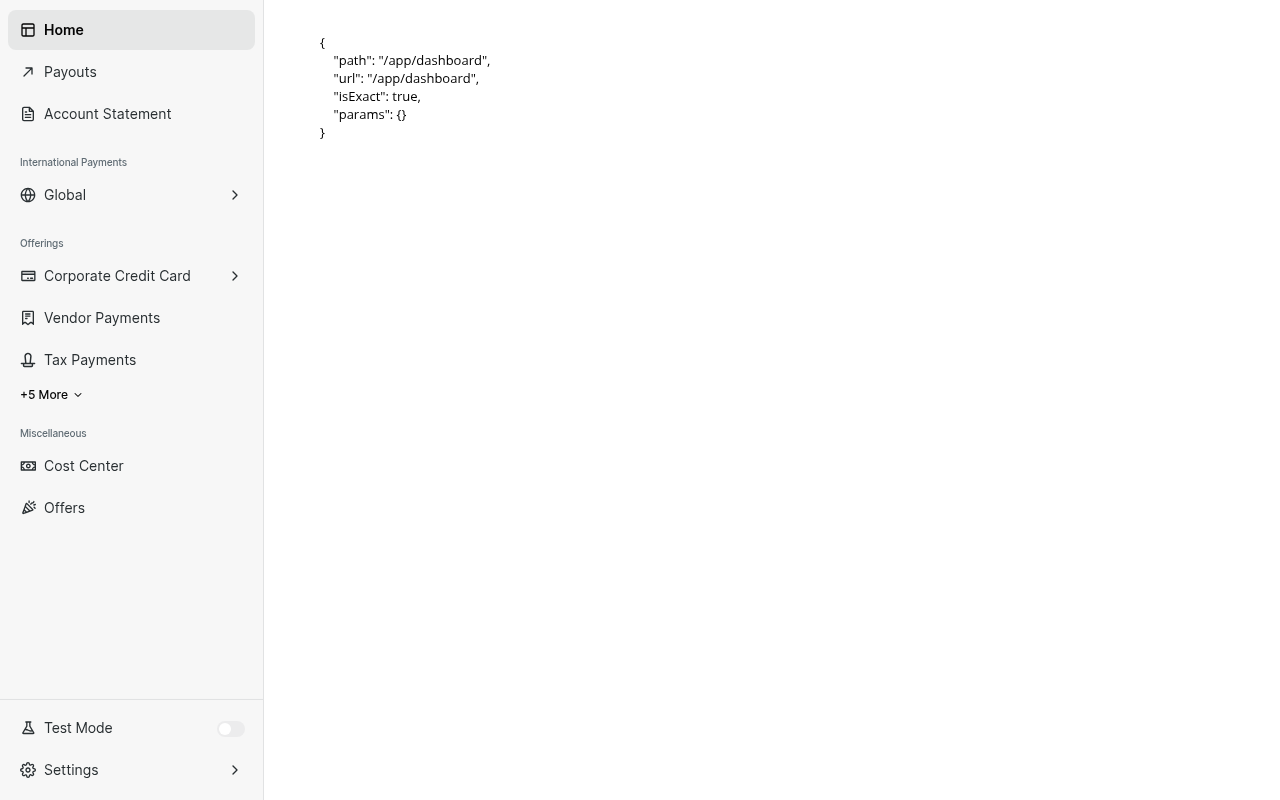 Home
Payouts
Account Statement
International Payments
Global
Offerings
Corporate Credit Card
Vendor Payments
Tax Payments
+5 More
Miscellaneous
Cost Center
Offers
Test Mode
Settings
{
    "path": "/app/dashboard",
    "url": "/app/dashboard",
    "isExact": true,
    "params": {}
}